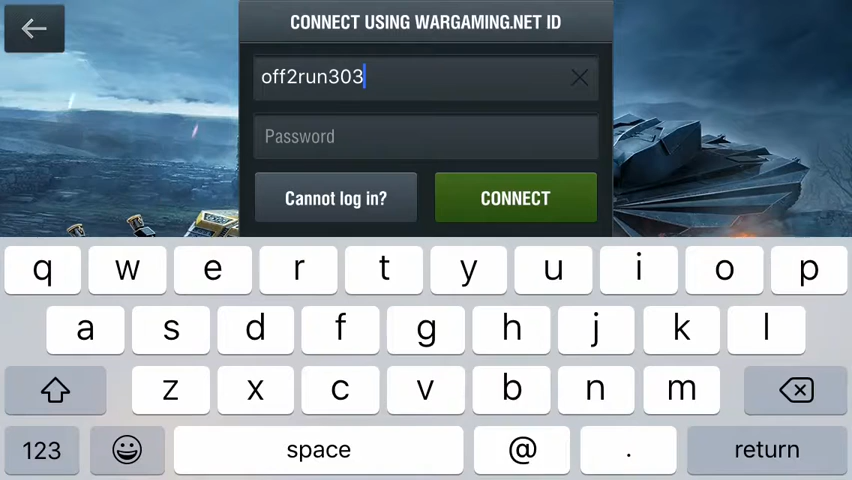 CONNECT USING WARGAMING.NET ID
off2run303
Password
Cannot log in? CONNECT
q w e r t y u i o p
a s d f g h j k l
z x c v b n m
123 space @ . return